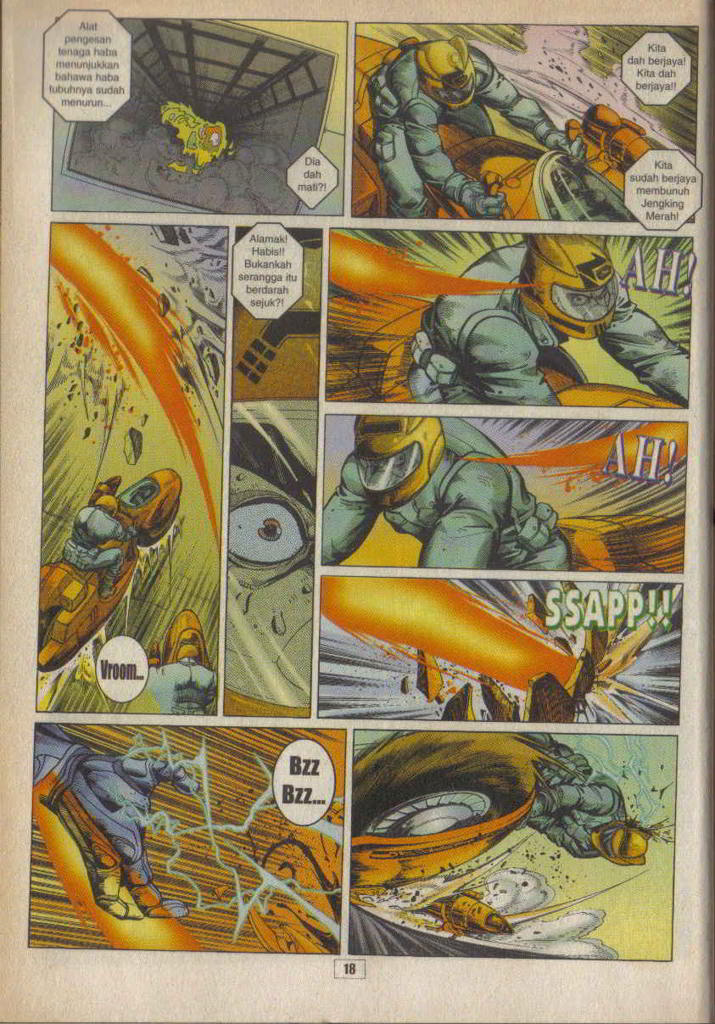 Alat
pengesan
tenaga haba
menunjukkan
bahawa haba
tubuhnya sudah
menurun...
Dia
dah
mati?!
Kita
dah berjaya!
Kita dah
berjaya!!
Kita
sudah berjaya
membunuh
Jengking
Merah!
Alamak!
Habis!!
Bukankah
serangga itu
berdarah
sejuk?!
Vroom...
AH!
AH!
SSAPP!!
Bzz
Bzz...
18